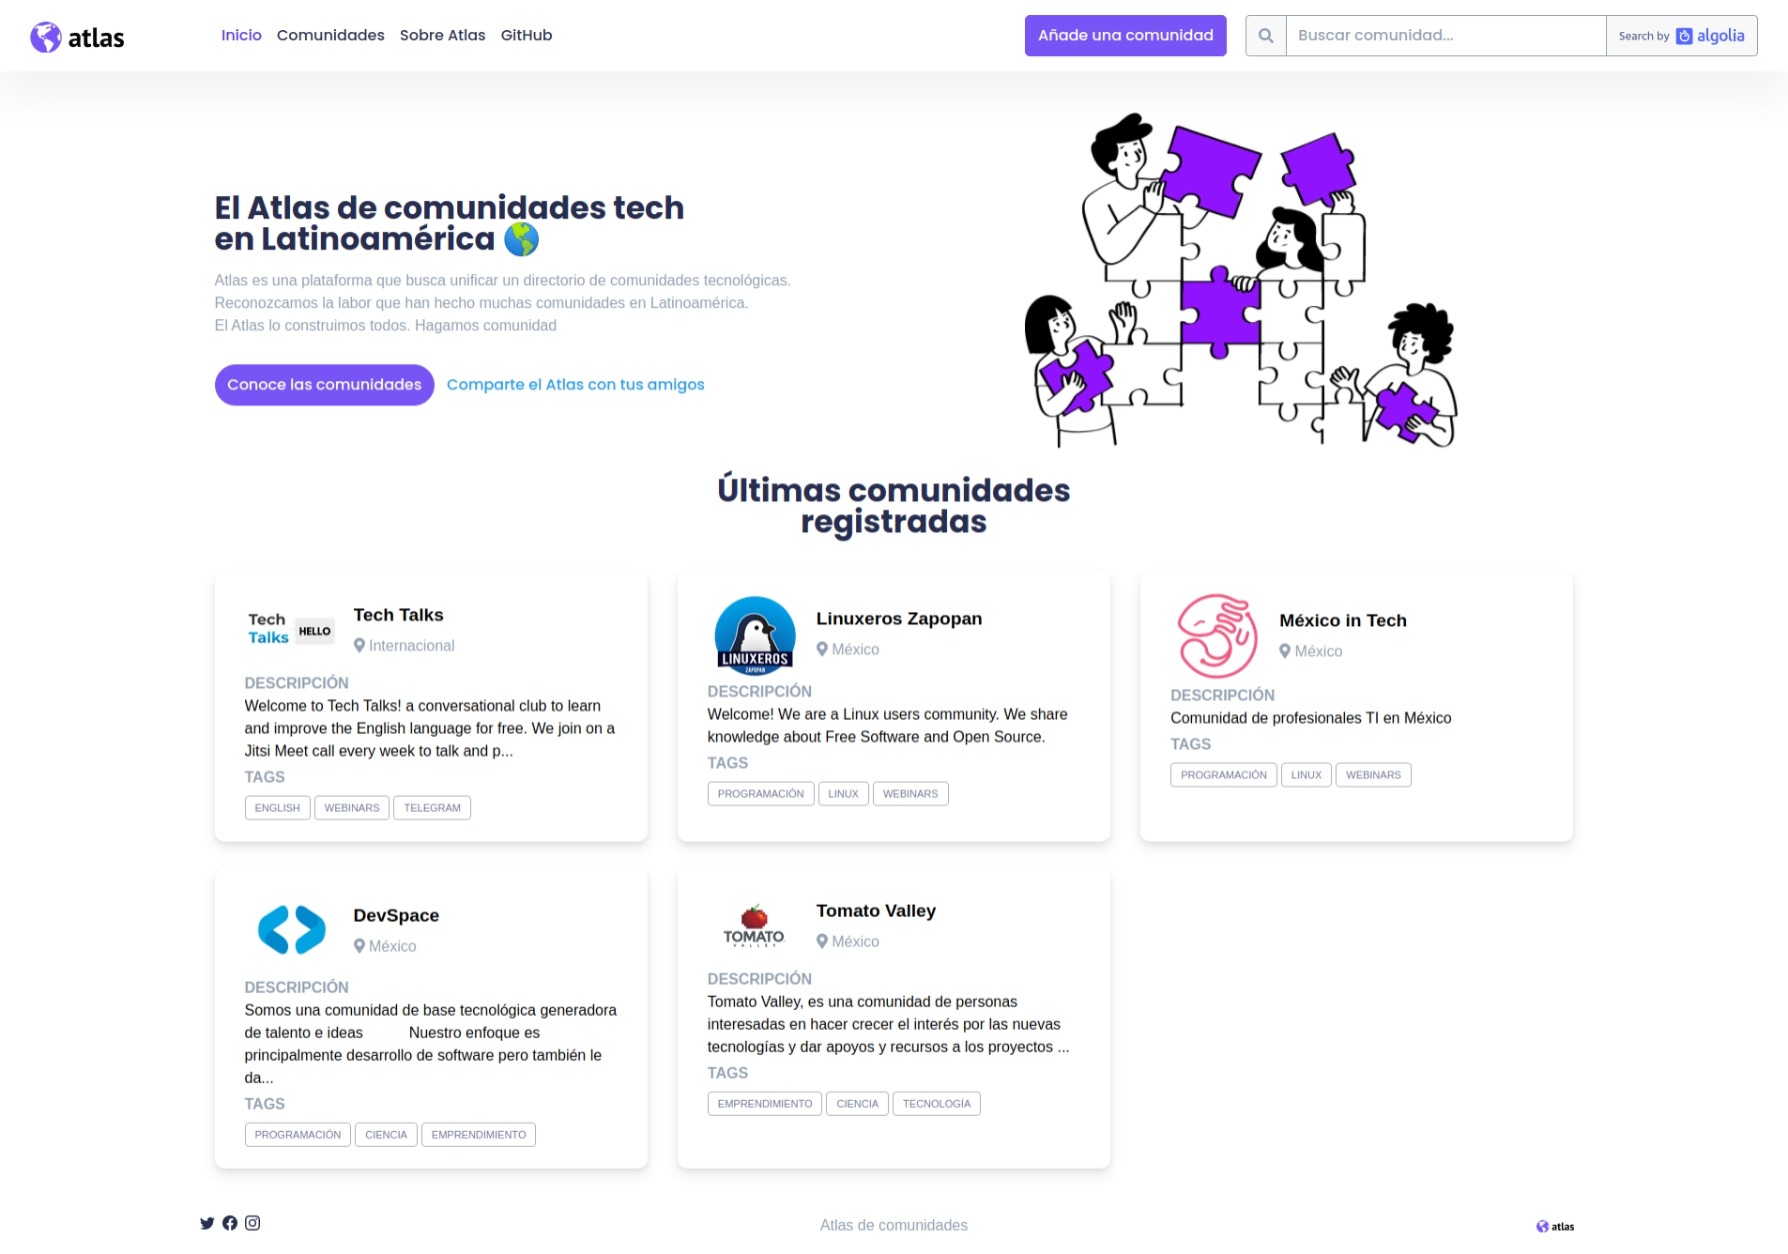 atlas
Inicio Comunidades Sobre Atlas GitHub
Añade una comunidad
Buscar comunidad...
Search by algolia
El Atlas de comunidades tech
en Latinoamérica
Atlas es una plataforma que busca unificar un directorio de comunidades tecnológicas.
Reconozcamos la labor que han hecho muchas comunidades en Latinoamérica.
El Atlas lo construimos todos. Hagamos comunidad
Conoce las comunidades
Comparte el Atlas con tus amigos
Últimas comunidades
registradas
Tech
Talks HELLO
Tech Talks
Internacional
DESCRIPCIÓN
Welcome to Tech Talks! a conversational club to learn
and improve the English language for free. We join on a
Jitsi Meet call every week to talk and p...
TAGS
ENGLISH WEBINARS TELEGRAM
LINUXEROS
ZAPOPAN
Linuxeros Zapopan
México
DESCRIPCIÓN
Welcome! We are a Linux users community. We share
knowledge about Free Software and Open Source.
TAGS
PROGRAMACIÓN LINUX WEBINARS
México in Tech
México
DESCRIPCIÓN
Comunidad de profesionales TI en México
TAGS
PROGRAMACIÓN LINUX WEBINARS
DevSpace
México
DESCRIPCIÓN
Somos una comunidad de base tecnológica generadora
de talento e ideas Nuestro enfoque es
principalmente desarrollo de software pero también le
da...
TAGS
PROGRAMACIÓN CIENCIA EMPRENDIMIENTO
TOMATO
VALLEY
Tomato Valley
México
DESCRIPCIÓN
Tomato Valley, es una comunidad de personas
interesadas en hacer crecer el interés por las nuevas
tecnologías y dar apoyos y recursos a los proyectos ...
TAGS
EMPRENDIMIENTO CIENCIA TECNOLOGÍA
Atlas de comunidades
atlas